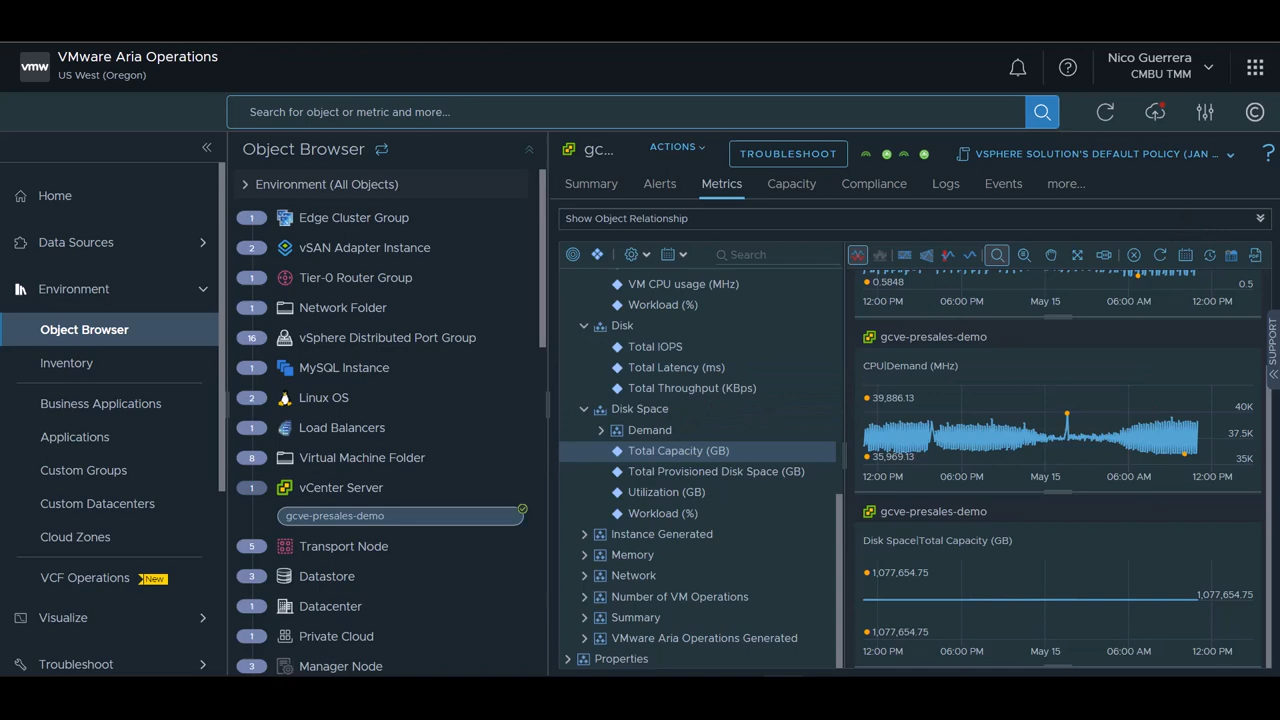 vmw
VMware Aria Operations
US West (Oregon)
Nico Guerrera
CMBU TMM
Search for object or metric and more...
Home
Data Sources
Environment
Object Browser
Inventory
Business Applications
Applications
Custom Groups
Custom Datacenters
Cloud Zones
VCF Operations New
Visualize
Troubleshoot
Object Browser
Environment (All Objects)
1 Edge Cluster Group
2 vSAN Adapter Instance
1 Tier-0 Router Group
1 Network Folder
16 vSphere Distributed Port Group
1 MySQL Instance
2 Linux OS
1 Load Balancers
8 Virtual Machine Folder
1 vCenter Server
gcve-presales-demo
5 Transport Node
3 Datastore
1 Datacenter
1 Private Cloud
3 Manager Node
gc... ACTIONS TROUBLESHOOT VSPHERE SOLUTION'S DEFAULT POLICY (JAN ... ?
Summary Alerts Metrics Capacity Compliance Logs Events more...
Show Object Relationship
Search
VM CPU usage (MHz)
Workload (%)
Disk
Total IOPS
Total Latency (ms)
Total Throughput (KBps)
Disk Space
Demand
Total Capacity (GB)
Total Provisioned Disk Space (GB)
Utilization (GB)
Workload (%)
Instance Generated
Memory
Network
Number of VM Operations
Summary
VMware Aria Operations Generated
Properties
0.5848 0.5
12:00 PM 06:00 PM May 15 06:00 AM 12:00 PM
gcve-presales-demo
CPU|Demand (MHz)
39,886.13 40K
37.5K
35,969.13 35K
12:00 PM 06:00 PM May 15 06:00 AM 12:00 PM
gcve-presales-demo
Disk Space|Total Capacity (GB)
1,077,654.75
1,077,654.75
1,077,654.75
12:00 PM 06:00 PM May 15 06:00 AM 12:00 PM
SUPPORT